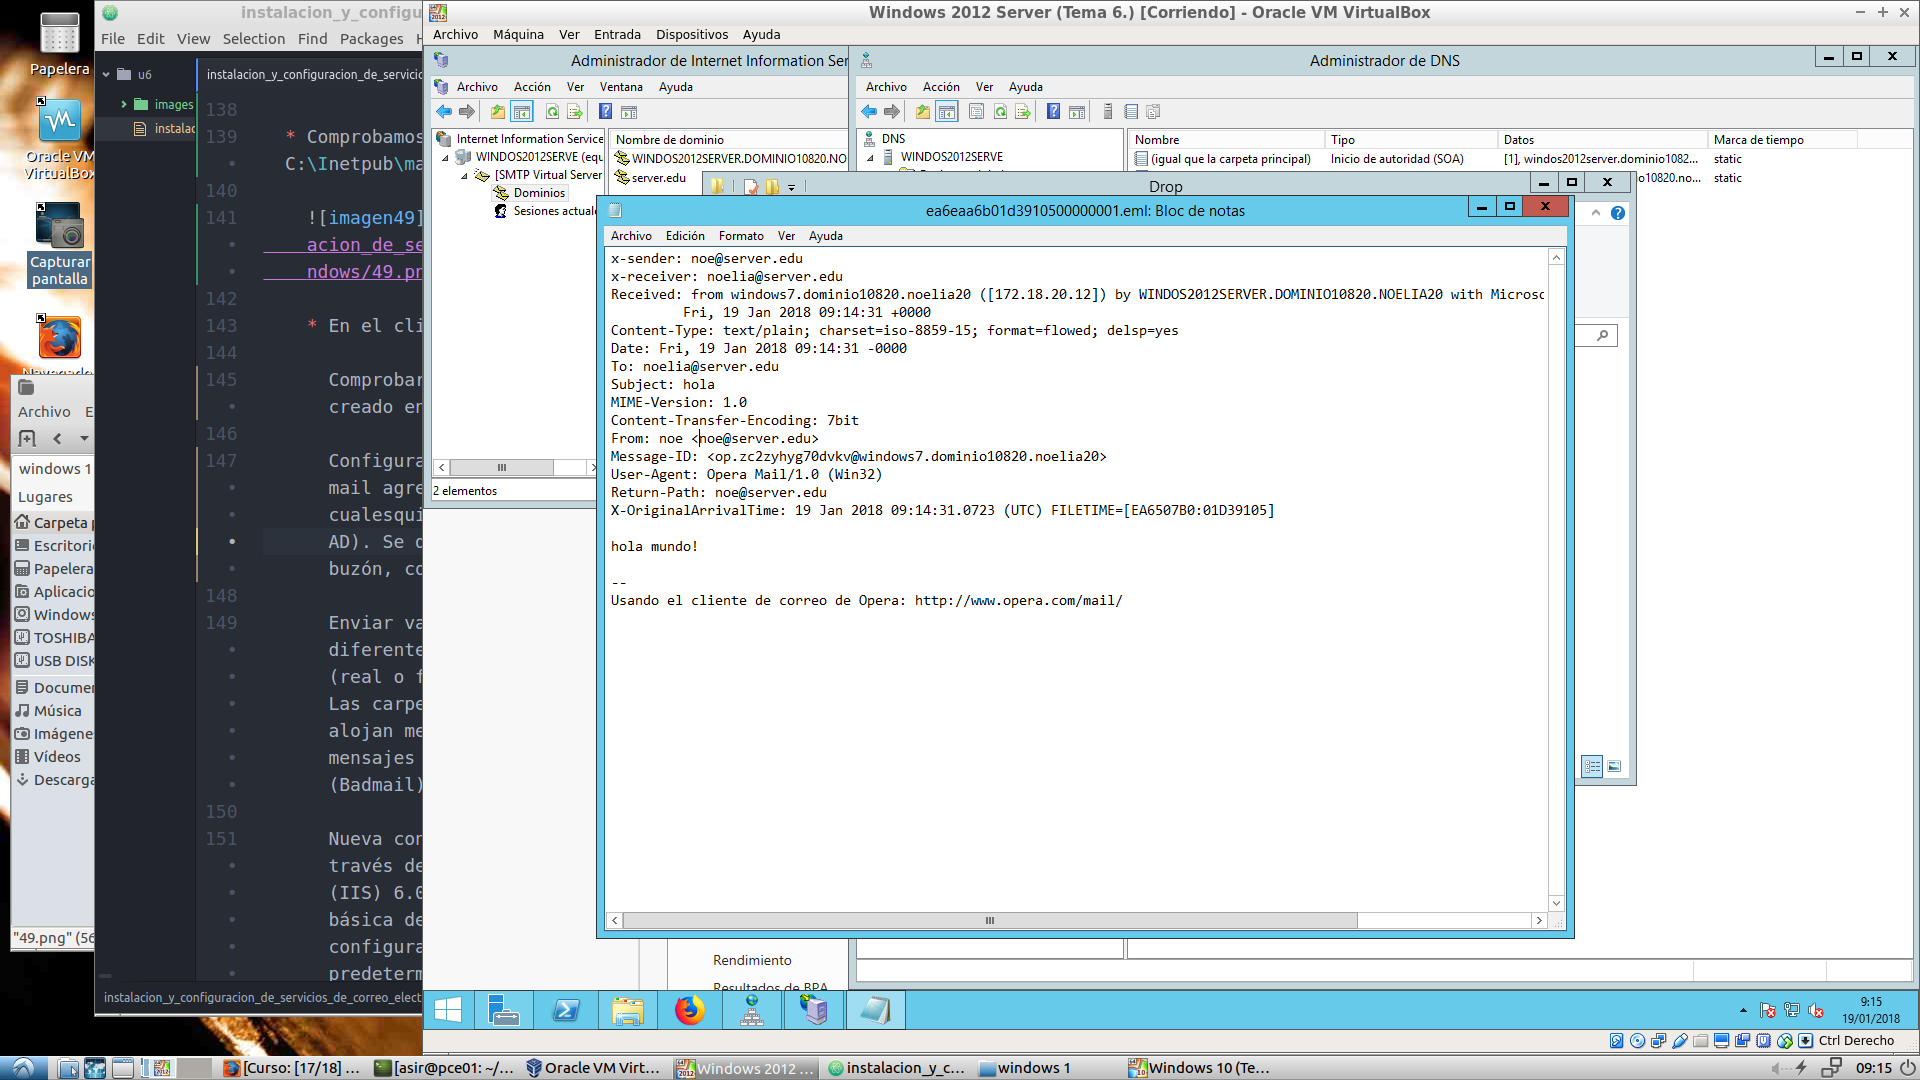 Papelera
Oracle VM
VirtualBox
Capturar
pantalla
instalacion_y_configu
File Edit View Selection Find Packages
u6
images
instalac
instalacion_y_configuracion_de_servicio
138
139 * Comprobamos
C:\Inetpub\ma
140
141 ![imagen49]
acion_de_se
ndows/49.pn
142
143 * En el cli
144
145 Comprobar
creado en
146
147 Configura
mail agre
cualesqui
AD). Se d
buzón, co
148
149 Enviar va
diferente
(real o f
Las carpe
alojan me
mensajes
(Badmail)
150
151 Nueva con
través de
(IIS) 6.0
básica de
configura
predeterm
instalacion_y_configuracion_de_servicios_de_correo_elect
Archivo E
windows 1
Lugares
Carpeta p
Escritorio
Papelera
Aplicacio
Windows
TOSHIBA
USB DISK
Documen
Música
Imágene
Vídeos
Descarga
"49.png" (56
Windows 2012 Server (Tema 6.) [Corriendo] - Oracle VM VirtualBox
Archivo Máquina Ver Entrada Dispositivos Ayuda
Administrador de Internet Information Ser
Archivo Acción Ver Ventana Ayuda
Internet Information Service
WINDOS2012SERVE (equ
[SMTP Virtual Server
Dominios
Sesiones actuale
Nombre de dominio
WINDOS2012SERVER.DOMINIO10820.NO
server.edu
2 elementos
Administrador de DNS
Archivo Acción Ver Ayuda
DNS
WINDOS2012SERVE
Nombre Tipo Datos Marca de tiempo
(igual que la carpeta principal) Inicio de autoridad (SOA) [1], windos2012server.dominio1082... static
o10820.no... static
Drop
ea6eaa6b01d3910500000001.eml: Bloc de notas
Archivo Edición Formato Ver Ayuda
x-sender: noe@server.edu
x-receiver: noelia@server.edu
Received: from windows7.dominio10820.noelia20 ([172.18.20.12]) by WINDOS2012SERVER.DOMINIO10820.NOELIA20 with Microsc
Fri, 19 Jan 2018 09:14:31 +0000
Content-Type: text/plain; charset=iso-8859-15; format=flowed; delsp=yes
Date: Fri, 19 Jan 2018 09:14:31 -0000
To: noelia@server.edu
Subject: hola
MIME-Version: 1.0
Content-Transfer-Encoding: 7bit
From: noe <noe@server.edu>
Message-ID: <op.zc2zyhyg70dvkv@windows7.dominio10820.noelia20>
User-Agent: Opera Mail/1.0 (Win32)
Return-Path: noe@server.edu
X-OriginalArrivalTime: 19 Jan 2018 09:14:31.0723 (UTC) FILETIME=[EA6507B0:01D39105]
hola mundo!
--
Usando el cliente de correo de Opera: http://www.opera.com/mail/
Rendimiento
Resultados de BPA
9:15
19/01/2018
Ctrl Derecho
[Curso: [17/18] ... [asir@pce01: ~/... Oracle VM Virt... Windows 2012 ... instalacion_y_c... windows 1 Windows 10 (Te... 09:15